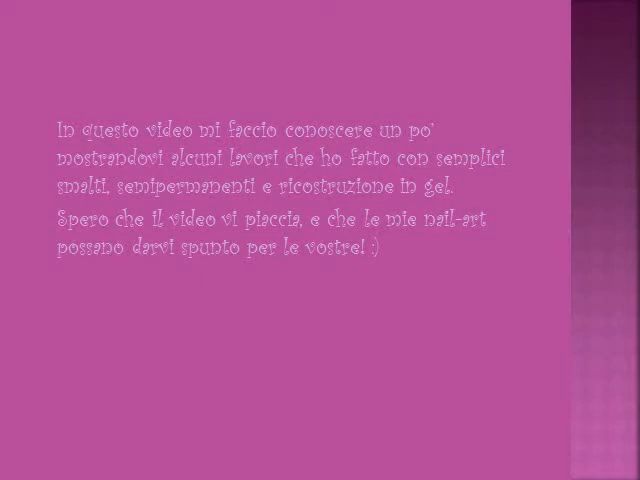 In questo video mi faccio conoscere un po'
mostrandovi alcuni lavori che ho fatto con semplici
smalti, semipermanenti e ricostruzione in gel.
Spero che il video vi piaccia, e che le mie nail-art
possano darvi spunto per le vostre! :)